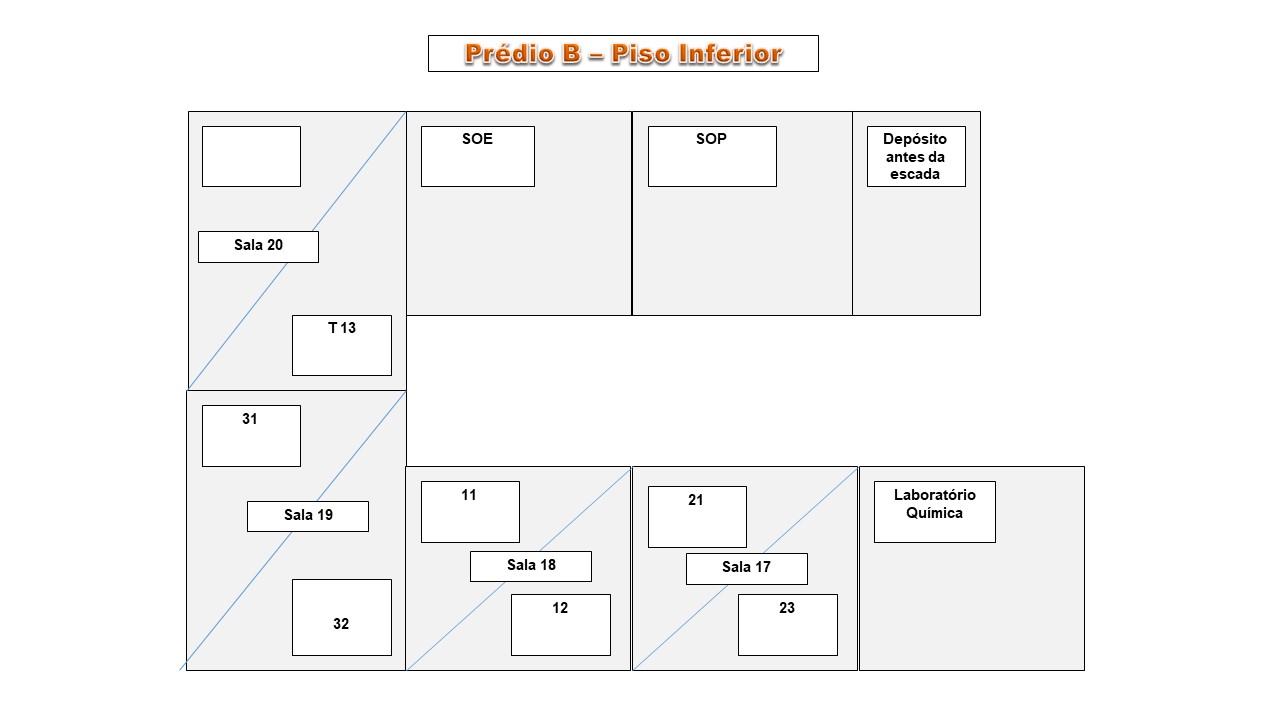 Prédio B – Piso Inferior
SOE
SOP
Depósito
antes da
escada
Sala 20
T 13
31
Sala 19
32
11
Sala 18
12
21
Sala 17
23
Laboratório
Química